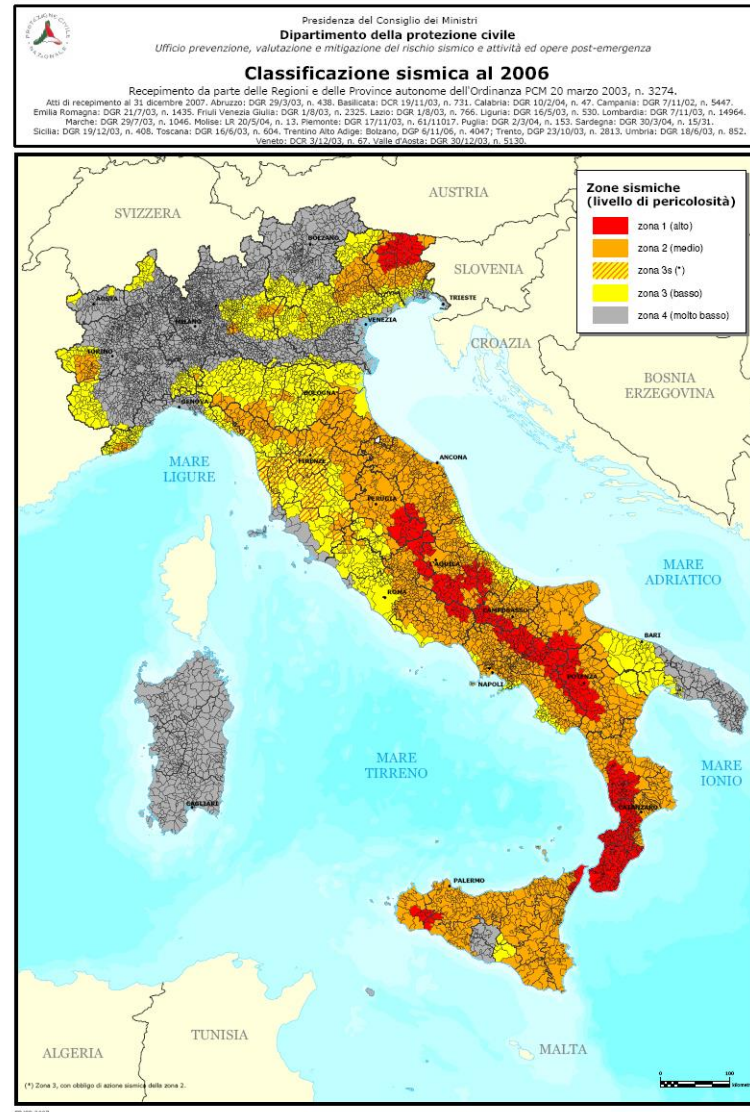 PROTEZIONE CIVILE
NAZIONALE
Presidenza del Consiglio dei Ministri
Dipartimento della protezione civile
Ufficio prevenzione, valutazione e mitigazione del rischio sismico e attività ed opere post-emergenza
Classificazione sismica al 2006
Recepimento da parte delle Regioni e delle Province autonome dell'Ordinanza PCM 20 marzo 2003, n. 3274.
Atti di recepimento al 31 dicembre 2007. Abruzzo: DGR 29/3/03, n. 438. Basilicata: DCR 19/11/03, n. 731. Calabria: DGR 10/2/04, n. 47. Campania: DGR 7/11/02, n. 5447.
Emilia Romagna: DGR 21/7/03, n. 1435. Friuli Venezia Giulia: DGR 1/8/03, n. 2325. Lazio: DGR 1/8/03, n. 766. Liguria: DGR 16/5/03, n. 530. Lombardia: DGR 7/11/03, n. 14964.
Marche: DGR 29/7/03, n. 1046. Molise: LR 20/5/04, n. 13. Piemonte: DGR 17/11/03, n. 61/11017. Puglia: DGR 2/3/04, n. 153. Sardegna: DGR 30/3/04, n. 15/31.
Sicilia: DGR 19/12/03, n. 408. Toscana: DGR 16/6/03, n. 604. Trentino Alto Adige: Bolzano, DGP 6/11/06, n. 4047; Trento, DGP 23/10/03, n. 2813. Umbria: DGR 18/6/03, n. 852.
Veneto: DCR 3/12/03, n. 67. Valle d'Aosta: DGR 30/12/03, n. 5130.
Zone sismiche
(livello di pericolosità)
zona 1 (alto)
zona 2 (medio)
zona 3s (*)
zona 3 (basso)
zona 4 (molto basso)
AUSTRIA
SVIZZERA
BOLZANO
SLOVENIA
AOSTA
TRIESTE
MILANO
VENEZIA
CROAZIA
TORINO
BOSNIA
ERZEGOVINA
BOLOGNA
GENOVA
MARE
LIGURE
FIRENZE
ANCONA
PERUGIA
L'AQUILA
MARE
ADRIATICO
ROMA
CAMPOBASSO
BARI
NAPOLI
POTENZA
MARE
TIRRENO
MARE
IONIO
CAGLIARI
CATANZARO
PALERMO
TUNISIA
ALGERIA
MALTA
0 100
(*) Zona 3, con obbligo di azione sismica della zona 2.